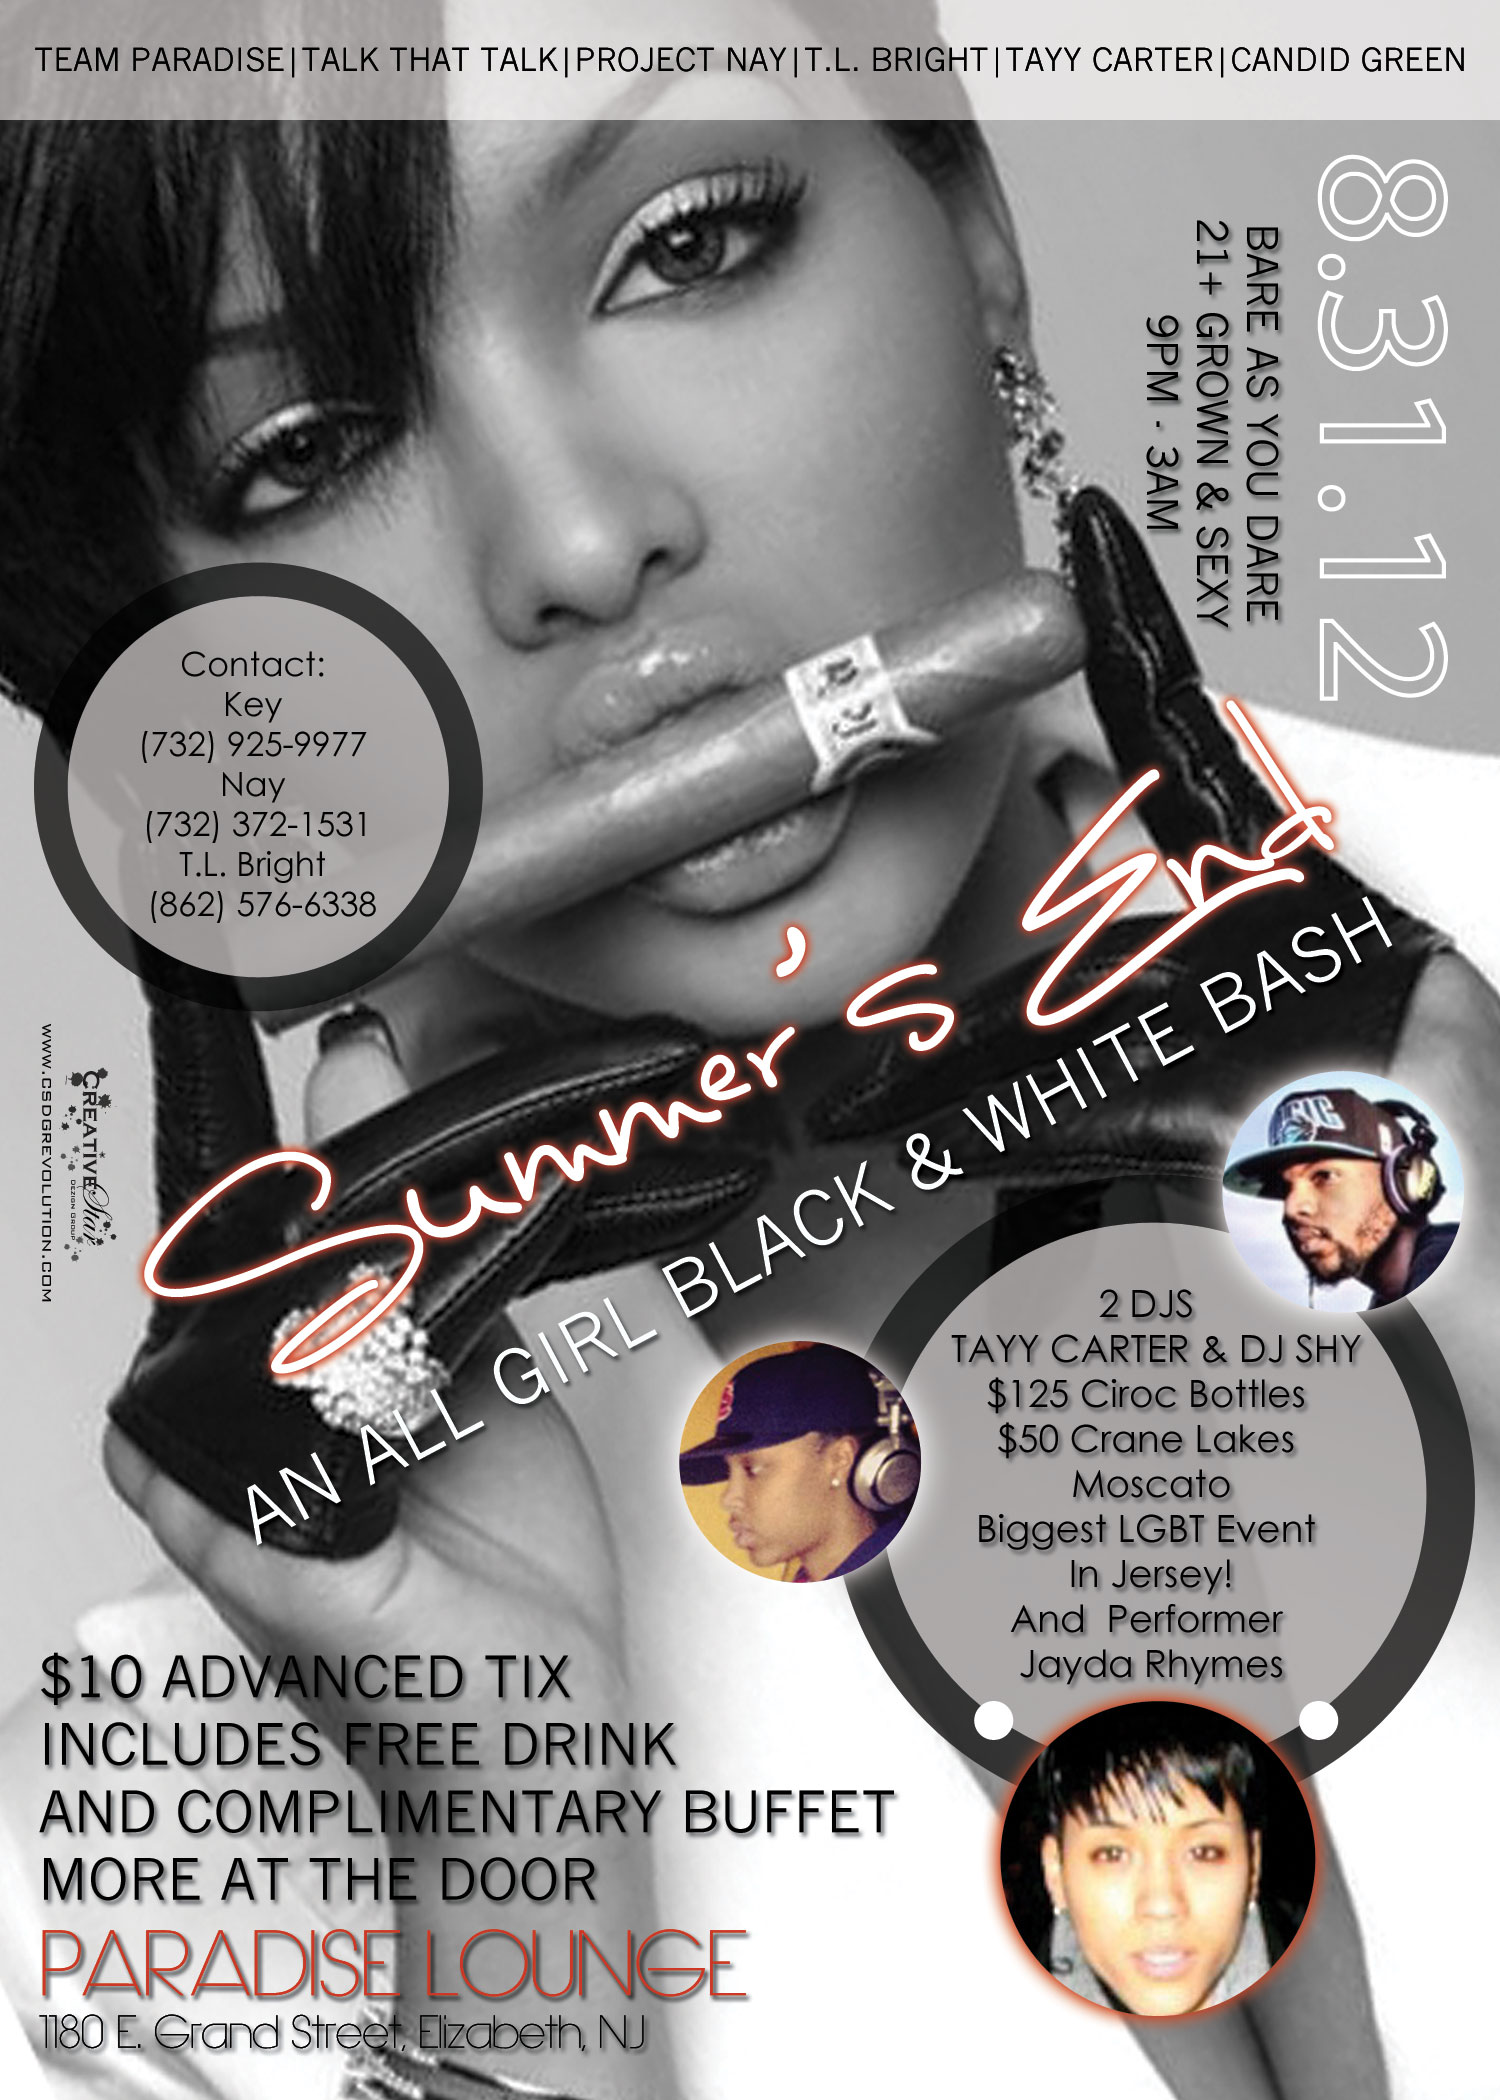 TEAM PARADISE|TALK THAT TALK|PROJECT NAY|T.L. BRIGHT|TAYY CARTER|CANDID GREEN
8.31.12
BARE AS YOU DARE
21+ GROWN & SEXY
9PM - 3AM
Contact:
Key
(732) 925-9977
Nay
(732) 372-1531
T.L. Bright
(862) 576-6338
Summer's End
AN ALL GIRL BLACK & WHITE BASH
CREATIVE Star
DEZIGN GROUP
WWW.CSDGREVOLUTION.COM
2 DJS
TAYY CARTER & DJ SHY
$125 Ciroc Bottles
$50 Crane Lakes
Moscato
Biggest LGBT Event
In Jersey!
And Performer
Jayda Rhymes
$10 ADVANCED TIX
INCLUDES FREE DRINK
AND COMPLIMENTARY BUFFET
MORE AT THE DOOR
PARADISE LOUNGE
1180 E. Grand Street, Elizabeth, NJ